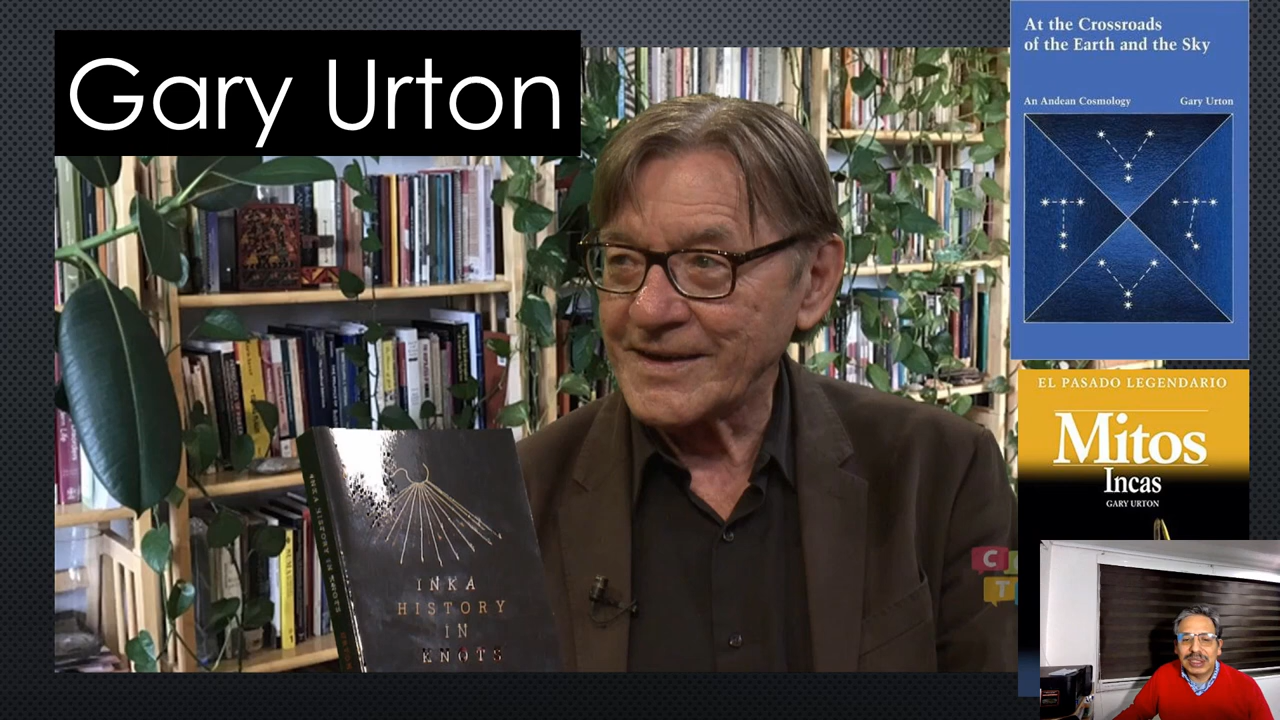 Gary Urton
At the Crossroads
of the Earth and the Sky
An Andean Cosmology Gary Urton
EL PASADO LEGENDARIO
Mitos
Incas
GARY URTON
INKA
HISTORY
IN
KNOTS
INKA HISTORY IN KNOTS
C
T